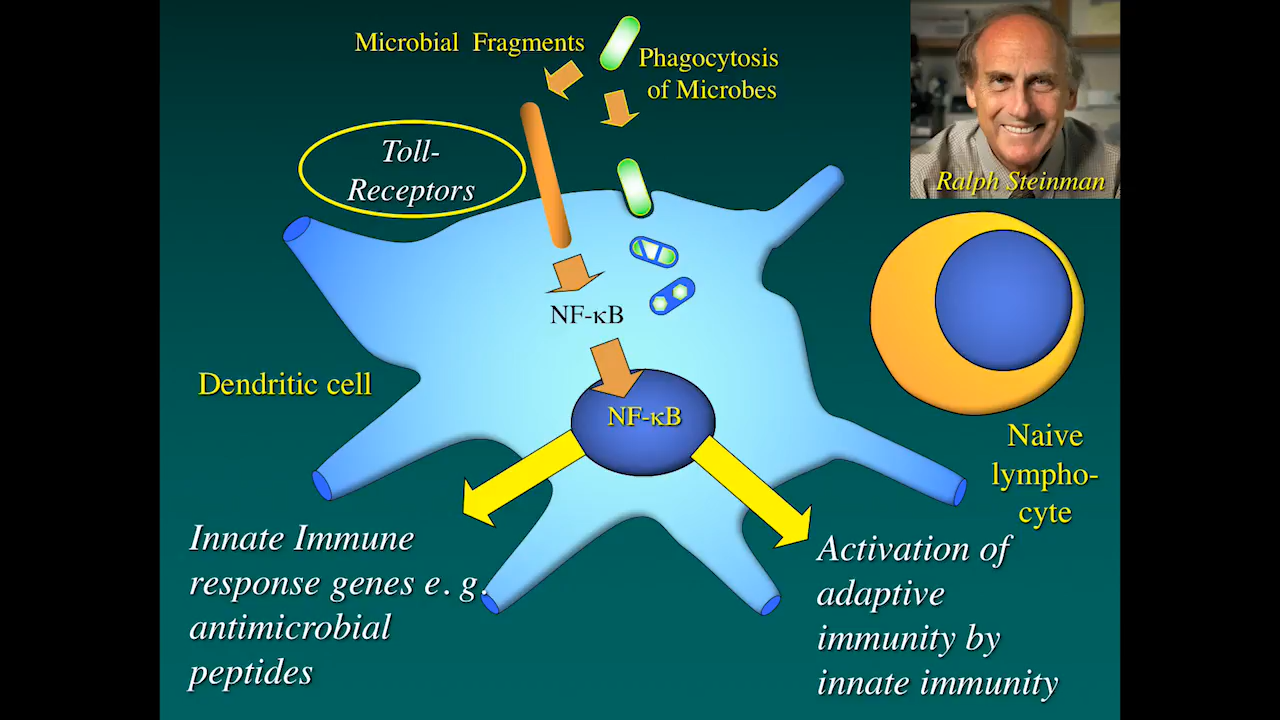 Microbial Fragments
Phagocytosis
of Microbes
Toll-
Receptors
Ralph Steinman
NF-κB
Dendritic cell
NF-κB
Naive
lympho-
cyte
Innate Immune
response genes e. g.
antimicrobial
peptides
Activation of
adaptive
immunity by
innate immunity